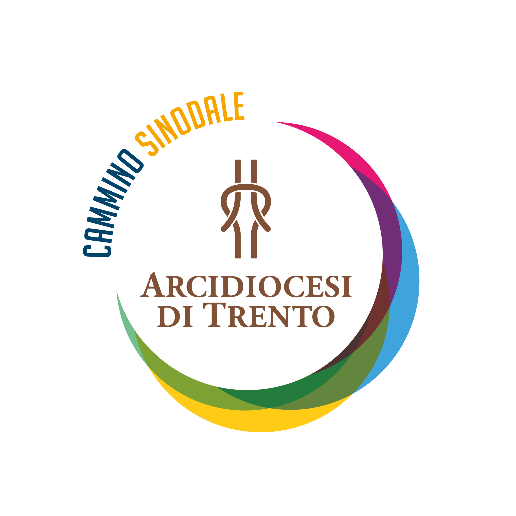 CAMMINO SINODALE
ARCIDIOCESI
DI TRENTO